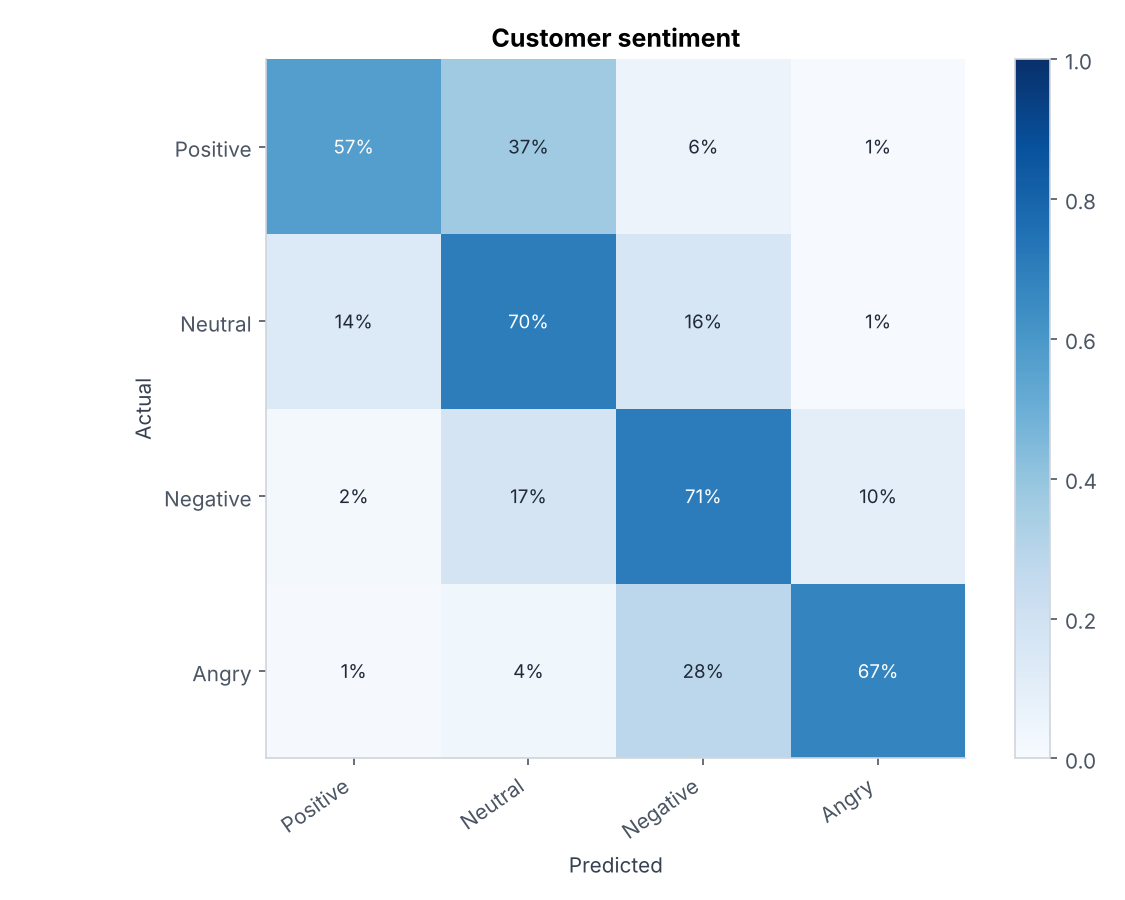 Customer sentiment
1.0
Positive
57%
37%
6%
1%
0.8
Neutral
14%
70%
16%
1%
0.6
Actual
Negative
2%
17%
71%
10%
0.4
0.2
Angry
1%
4%
28%
67%
0.0
Positive
Neutral
Negative
Angry
Predicted